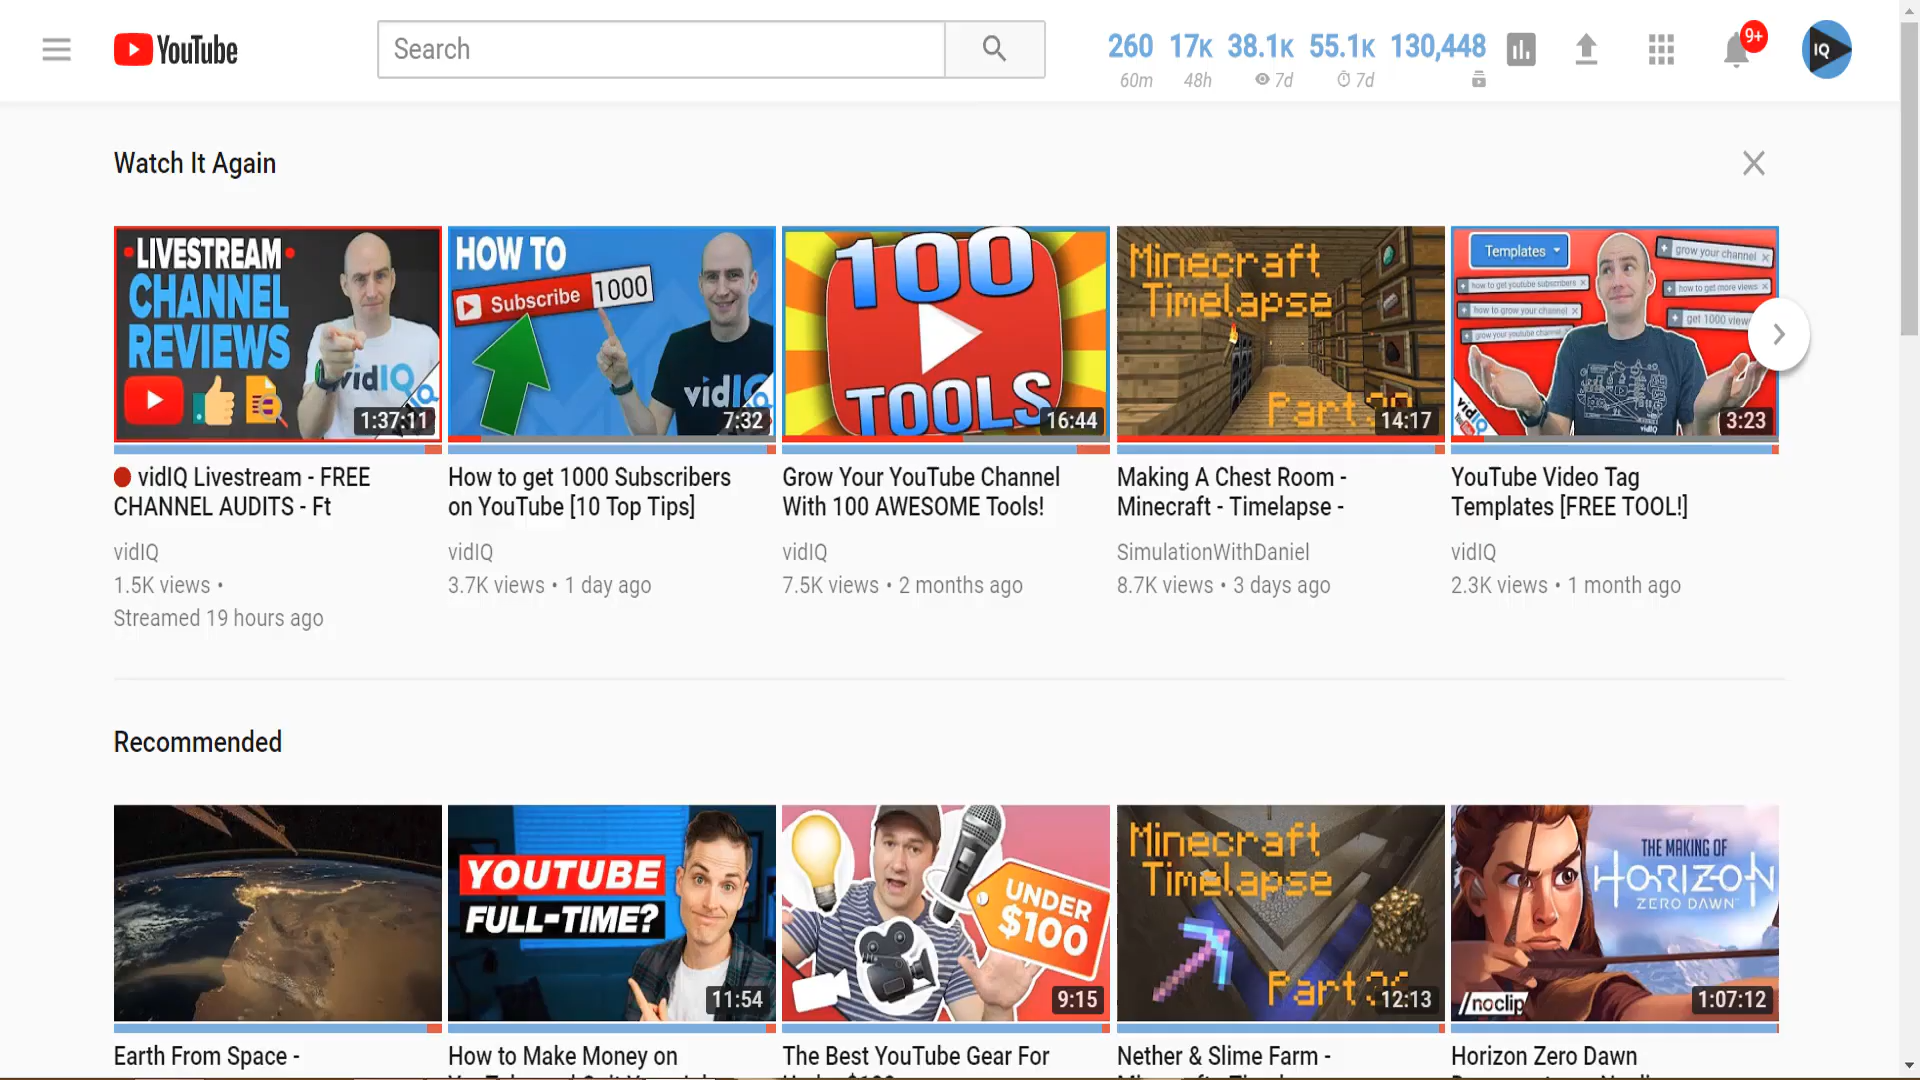 YouTube
Search
260 17K 38.1K 55.1K 130,448
60m 48h 7d 7d
9+
IQ
Watch It Again
LIVESTREAM
CHANNEL
REVIEWS
vidIQ
1:37:11
HOW TO
Subscribe 1000
vidIQ
7:32
100
TOOLS
16:44
Minecraft
Timelapse
Part
14:17
Templates
grow your channel
how to get youtube subscribers
how to get more views
how to grow your channel
get 1000 view
grow your youtube channel
vidIQ
YouTube
vidIQ
3:23
vidIQ Livestream - FREE
CHANNEL AUDITS - Ft
vidIQ
1.5K views •
Streamed 19 hours ago
How to get 1000 Subscribers
on YouTube [10 Top Tips]
vidIQ
3.7K views • 1 day ago
Grow Your YouTube Channel
With 100 AWESOME Tools!
vidIQ
7.5K views • 2 months ago
Making A Chest Room -
Minecraft - Timelapse -
SimulationWithDaniel
8.7K views • 3 days ago
YouTube Video Tag
Templates [FREE TOOL!]
vidIQ
2.3K views • 1 month ago
Recommended
YOUTUBE
FULL-TIME?
11:54
UNDER
$100
9:15
Minecraft
Timelapse
Part
12:13
THE MAKING OF
HORIZON
ZERO DAWN
/noclip
1:07:12
Earth From Space -
How to Make Money on
The Best YouTube Gear For
Nether & Slime Farm -
Horizon Zero Dawn